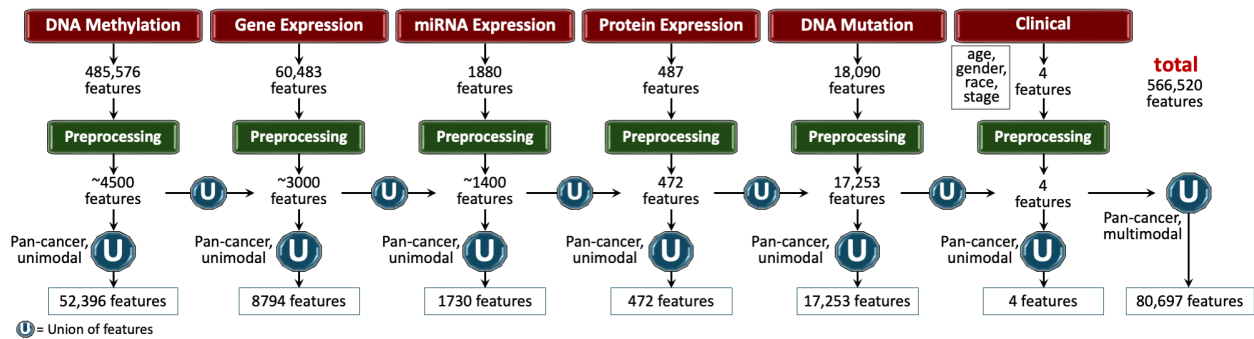 DNA Methylation
Gene Expression
miRNA Expression
Protein Expression
DNA Mutation
Clinical
485,576
features
60,483
features
1880
features
487
features
18,090
features
age,
gender,
race,
stage
4
features
total
566,520
features
Preprocessing
Preprocessing
Preprocessing
Preprocessing
Preprocessing
Preprocessing
~4500
features
U
~3000
features
U
~1400
features
U
472
features
U
17,253
features
U
4
features
U
Pan-cancer,
multimodal
Pan-cancer,
unimodal
U
Pan-cancer,
unimodal
U
Pan-cancer,
unimodal
U
Pan-cancer,
unimodal
U
Pan-cancer,
unimodal
U
Pan-cancer,
unimodal
U
52,396 features
8794 features
1730 features
472 features
17,253 features
4 features
80,697 features
U = Union of features